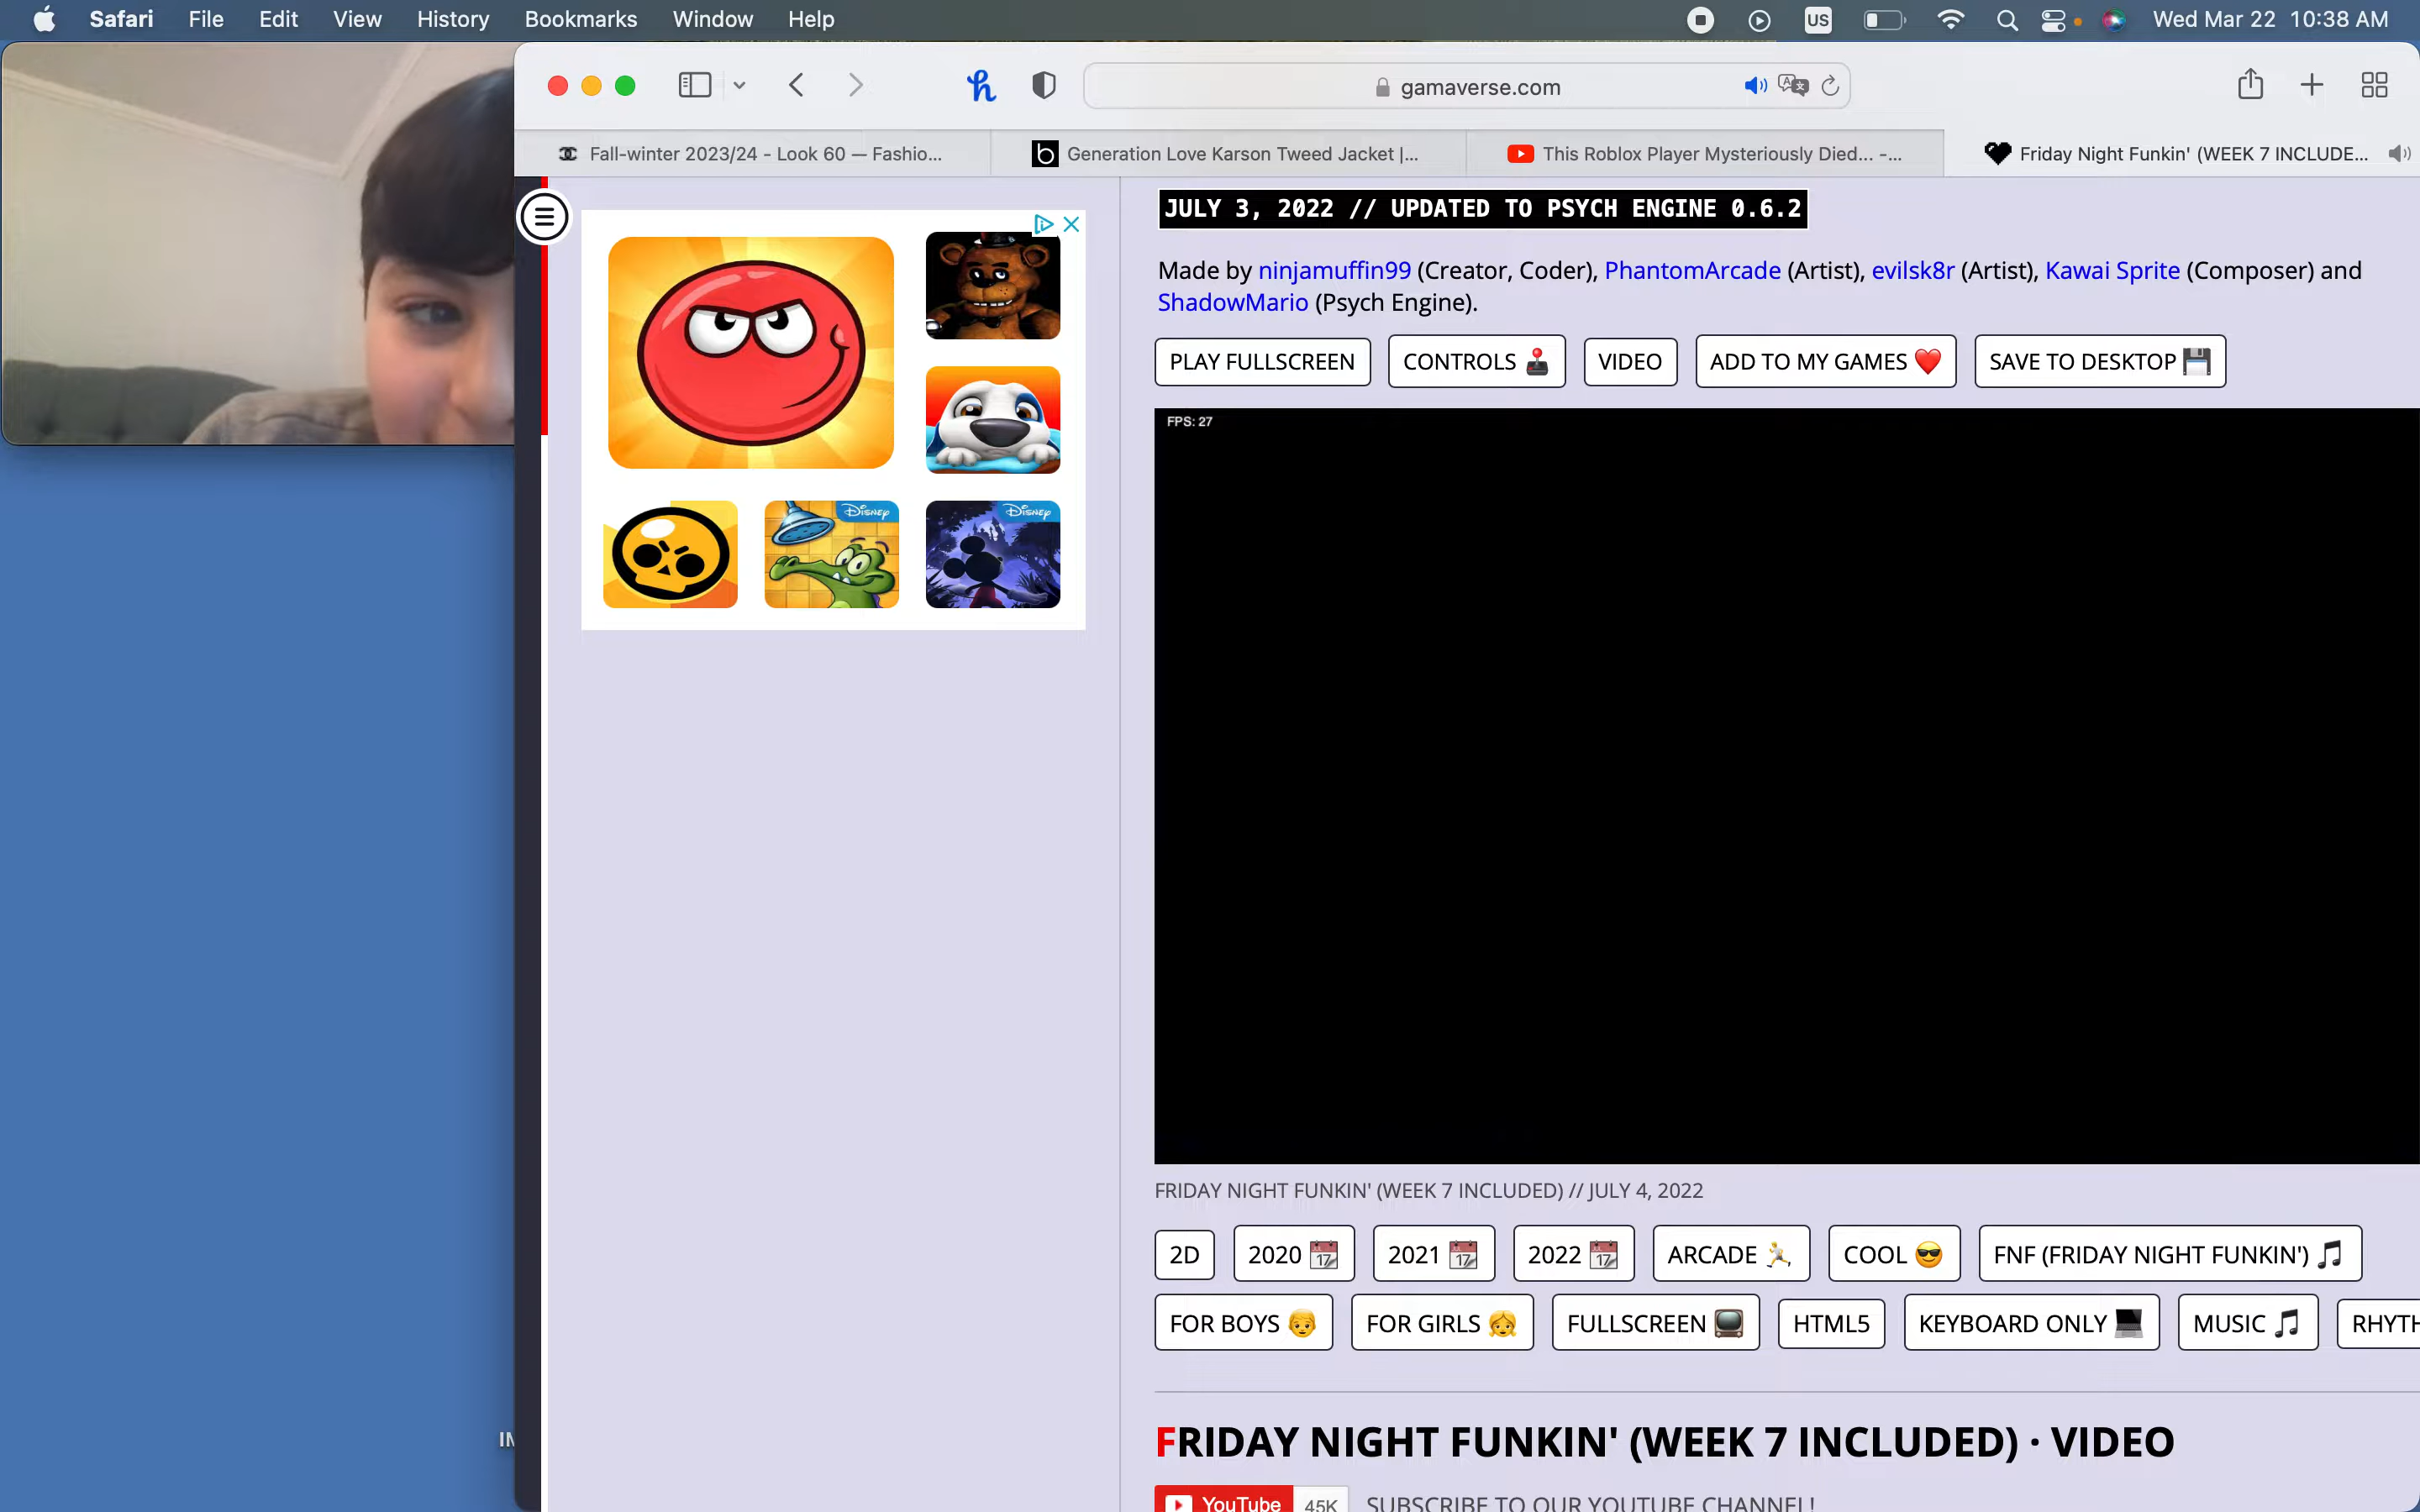 Safari File Edit View History Bookmarks Window Help US Wed Mar 22 10:38 AM
gamaverse.com
Fall-winter 2023/24 - Look 60 — Fashio... Generation Love Karson Tweed Jacket |... This Roblox Player Mysteriously Died... -... Friday Night Funkin' (WEEK 7 INCLUDE...
JULY 3, 2022 // UPDATED TO PSYCH ENGINE 0.6.2
Made by ninjamuffin99 (Creator, Coder), PhantomArcade (Artist), evilsk8r (Artist), Kawai Sprite (Composer) and
ShadowMario (Psych Engine).
PLAY FULLSCREEN CONTROLS 🕹️ VIDEO ADD TO MY GAMES ❤️ SAVE TO DESKTOP 💾
FPS: 27
Disney Disney
FRIDAY NIGHT FUNKIN' (WEEK 7 INCLUDED) // JULY 4, 2022
2D 2020 📅 2021 📅 2022 📅 ARCADE 🏃 COOL 😎 FNF (FRIDAY NIGHT FUNKIN') 🎵
FOR BOYS 👦 FOR GIRLS 👧 FULLSCREEN 📺 HTML5 KEYBOARD ONLY 💻 MUSIC 🎵 RHYTH
FRIDAY NIGHT FUNKIN' (WEEK 7 INCLUDED) · VIDEO
YouTube 45K SUBSCRIBE TO OUR YOUTUBE CHANNEL!